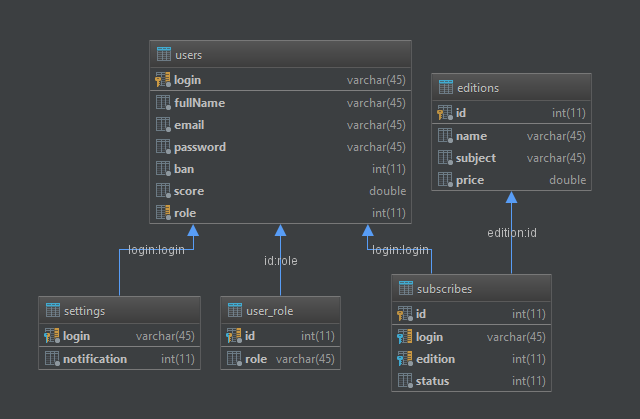 users
login varchar(45)
fullName varchar(45)
email varchar(45)
password varchar(45)
ban int(11)
score double
role int(11)
editions
id int(11)
name varchar(45)
subject varchar(45)
price double
login:login
id:role
login:login
edition:id
settings
login varchar(45)
notification int(11)
user_role
id int(11)
role varchar(45)
subscribes
id int(11)
login varchar(45)
edition int(11)
status int(11)